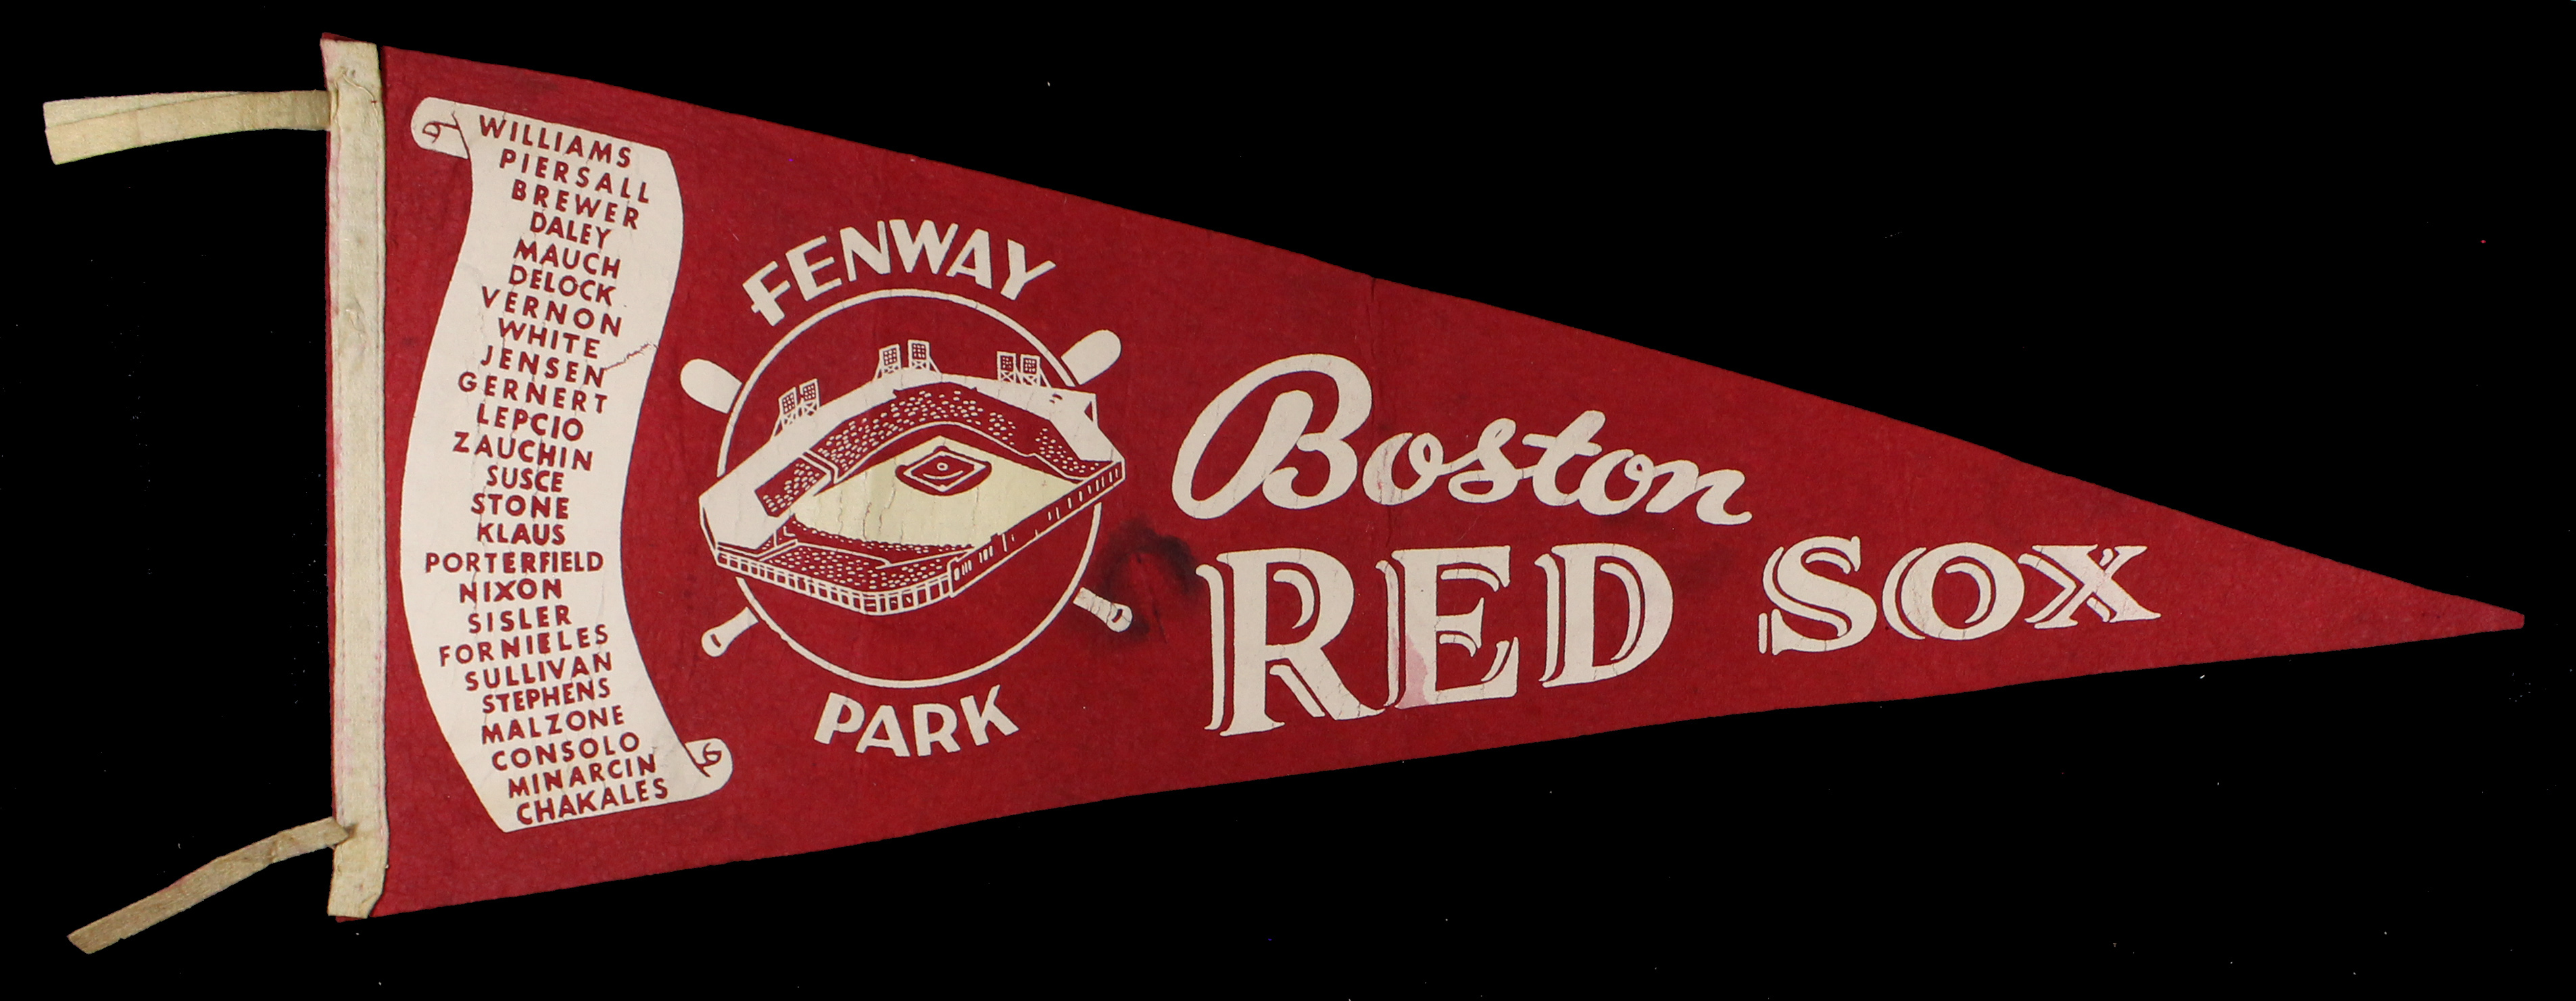 WILLIAMS
PIERSALL
BREWER
DALEY
MAUCH
DELOCK
VERNON
WHITE
JENSEN
GERNERT
LEPCIO
ZAUCHIN
SUSCE
STONE
KLAUS
PORTERFIELD
NIXON
SISLER
FORNIELES
SULLIVAN
STEPHENS
MALZONE
CONSOLO
MINARCIN
CHAKALES
FENWAY
PARK
Boston
RED SOX